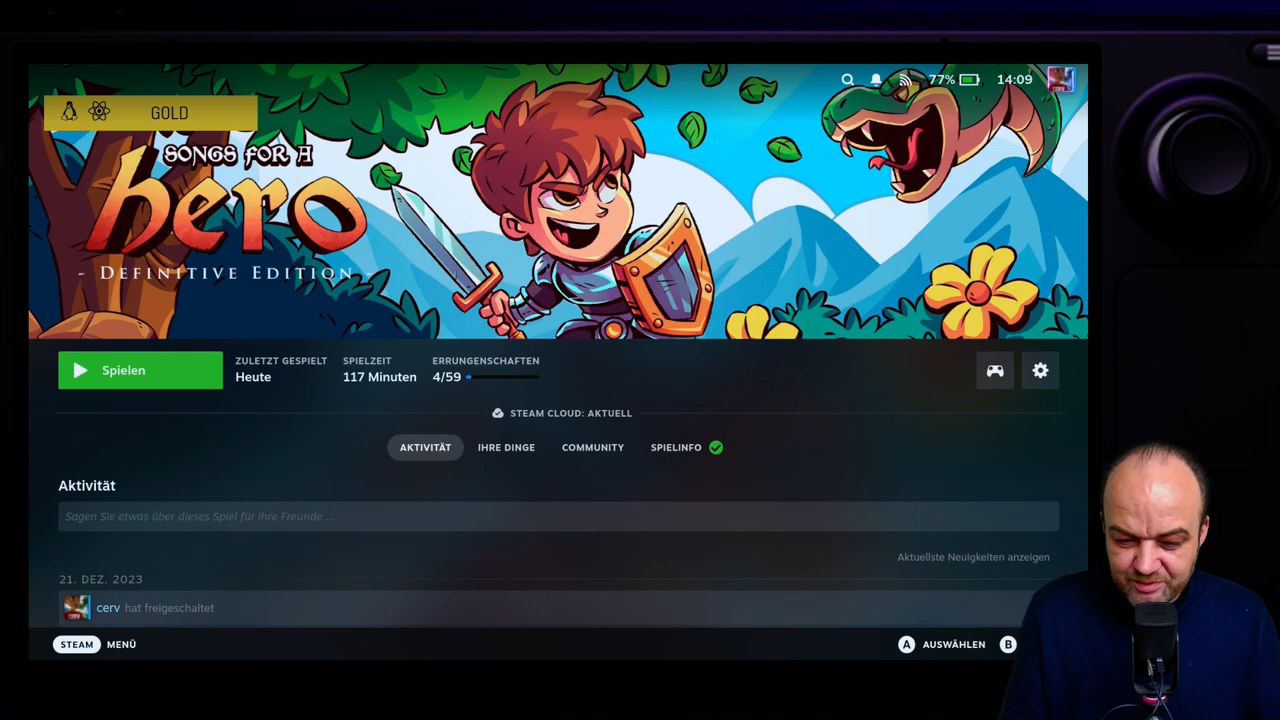 77%
14:09
GOLD
SONGS FOR A
hero
- DEFINITIVE EDITION -
Spielen
ZULETZT GESPIELT
Heute
SPIELZEIT
117 Minuten
ERRUNGENSCHAFTEN
4/59
STEAM CLOUD: AKTUELL
AKTIVITÄT
IHRE DINGE
COMMUNITY
SPIELINFO
Aktivität
Sagen Sie etwas über dieses Spiel für Ihre Freunde ...
Aktuellste Neuigkeiten anzeigen
21. DEZ. 2023
cerv hat freigeschaltet
STEAM MENÜ
A AUSWÄHLEN B